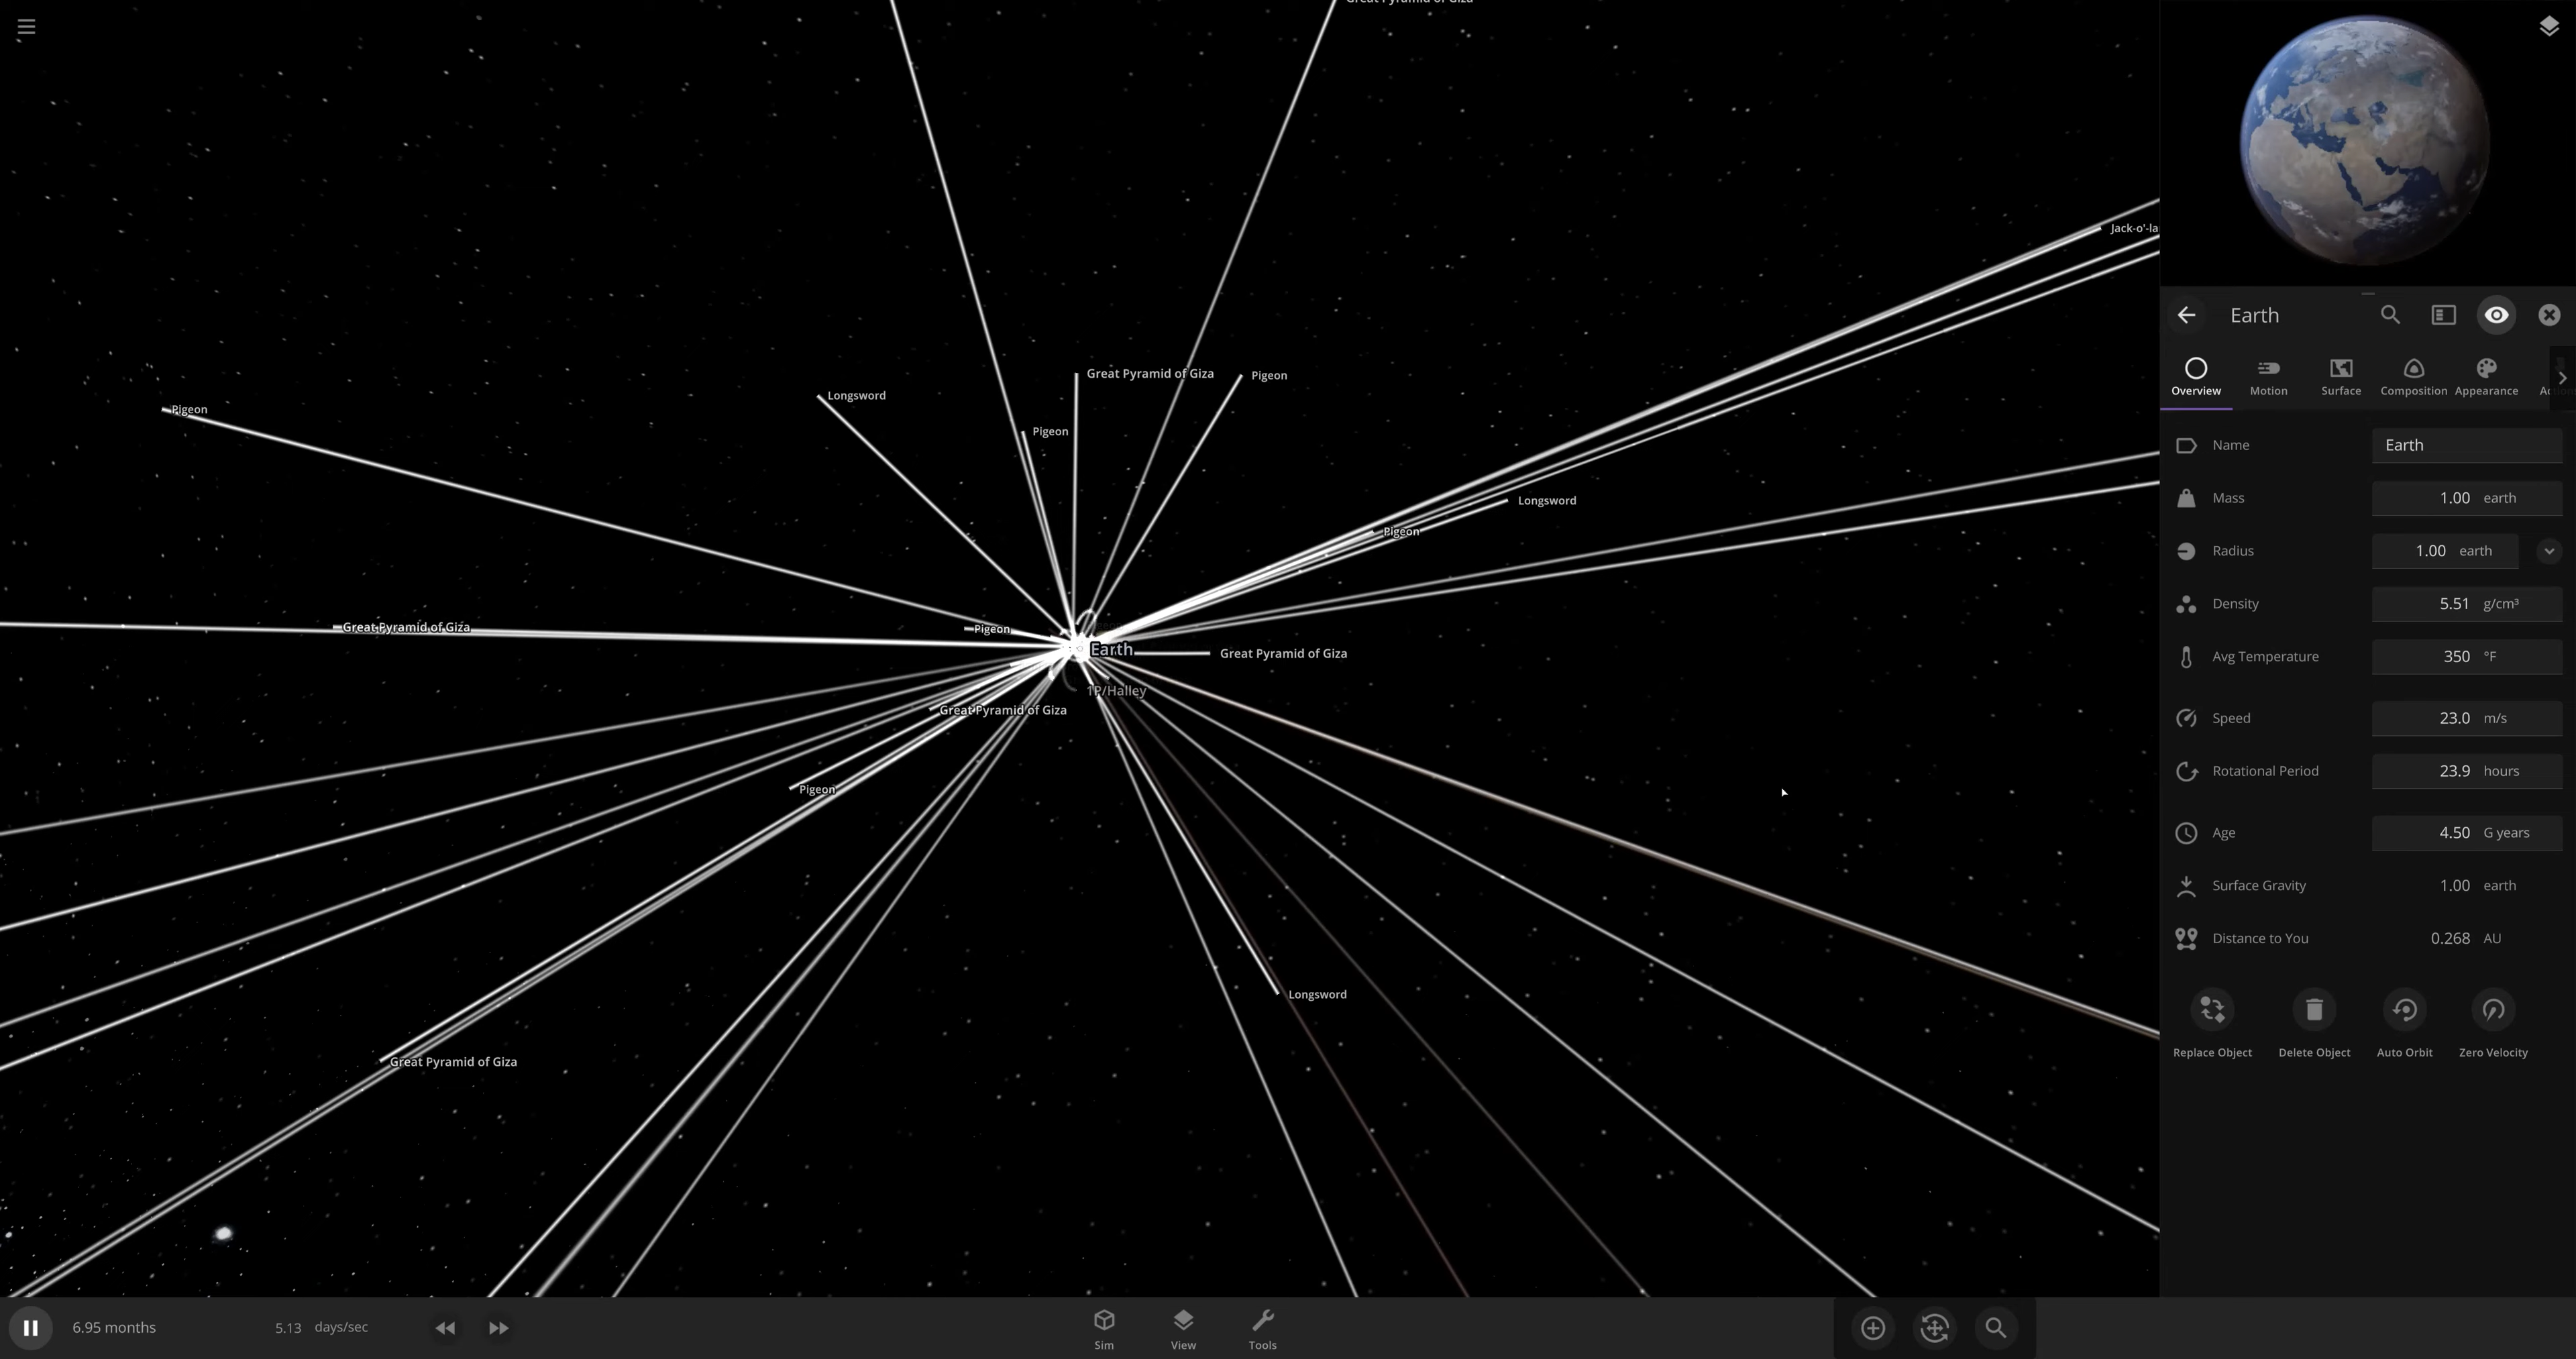 Great Pyramid of Giza
Jack-o'-la
Great Pyramid of Giza
Pigeon
Longsword
Pigeon
Pigeon
Longsword
Pigeon
Great Pyramid of Giza
Pigeon
Earth
Great Pyramid of Giza
1P/Halley
Great Pyramid of Giza
Pigeon
Longsword
Great Pyramid of Giza
Earth
Overview
Motion
Surface
Composition
Appearance
Name
Earth
Mass
1.00 earth
Radius
1.00 earth
Density
5.51 g/cm³
Avg Temperature
350 °F
Speed
23.0 m/s
Rotational Period
23.9 hours
Age
4.50 G years
Surface Gravity
1.00 earth
Distance to You
0.268 AU
Replace Object
Delete Object
Auto Orbit
Zero Velocity
6.95 months
5.13 days/sec
Sim
View
Tools